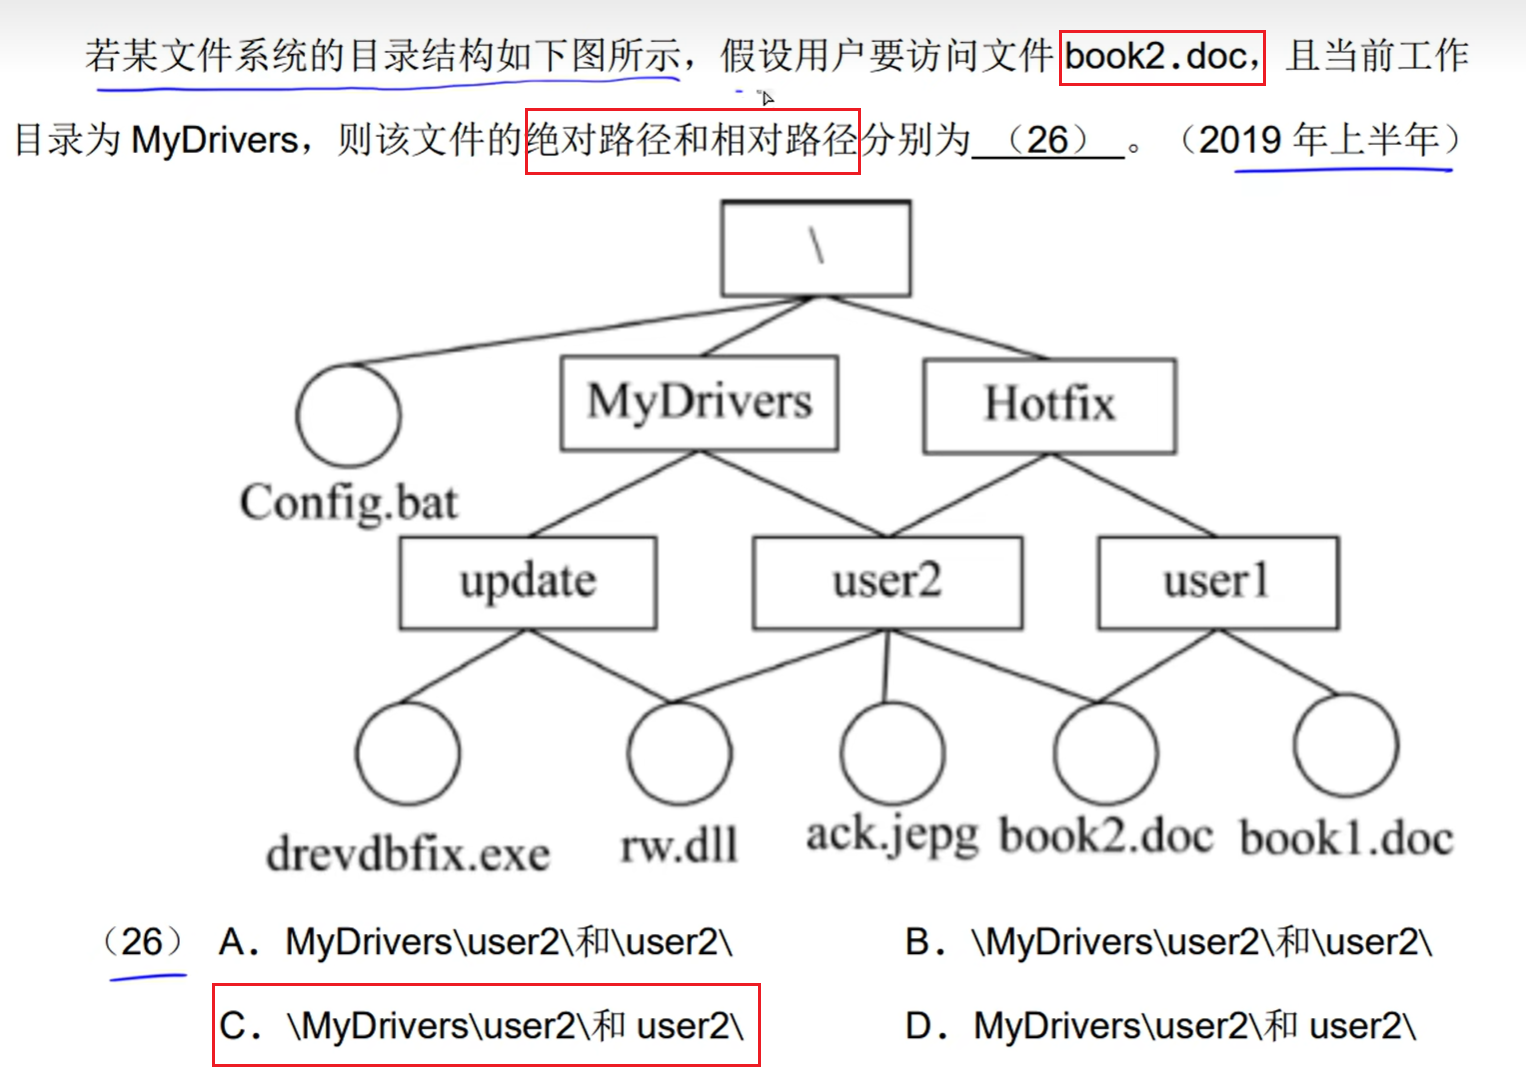 若某文件系统的目录结构如下图所示，假设用户要访问文件 book2.doc，且当前工作
目录为 MyDrivers，则该文件的绝对路径和相对路径分别为 （26） 。（2019 年上半年）
\
MyDrivers
Hotfix
Config.bat
update
user2
user1
drevdbfix.exe
rw.dll
ack.jepg
book2.doc
book1.doc
（26） A．MyDrivers\user2\和\user2\
B．\MyDrivers\user2\和\user2\
C．\MyDrivers\user2\和 user2\
D．MyDrivers\user2\和 user2\